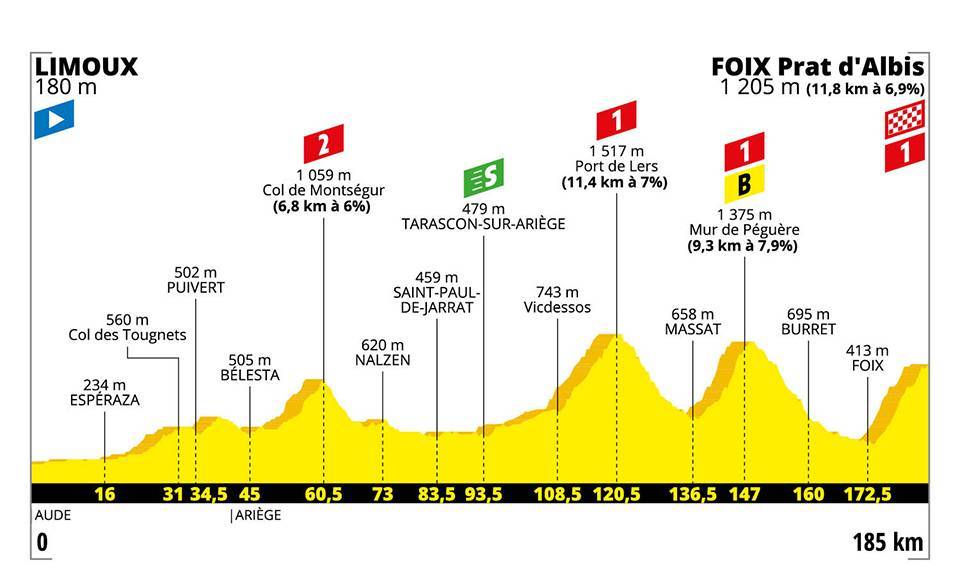 LIMOUX
180 m
FOIX Prat d'Albis
1 205 m (11,8 km à 6,9%)
1
2
1 059 m
Col de Montségur
(6,8 km à 6%)
S
479 m
TARASCON-SUR-ARIÈGE
1
1 517 m
Port de Lers
(11,4 km à 7%)
1
B
1 375 m
Mur de Péguère
(9,3 km à 7,9%)
234 m
ESPÉRAZA
560 m
Col des Tougnets
502 m
PUIVERT
505 m
BÉLESTA
620 m
NALZEN
459 m
SAINT-PAUL-
DE-JARRAT
743 m
Vicdessos
658 m
MASSAT
695 m
BURRET
413 m
FOIX
16 31 34,5 45 60,5 73 83,5 93,5 108,5 120,5 136,5 147 160 172,5
AUDE |ARIÈGE
0 185 km